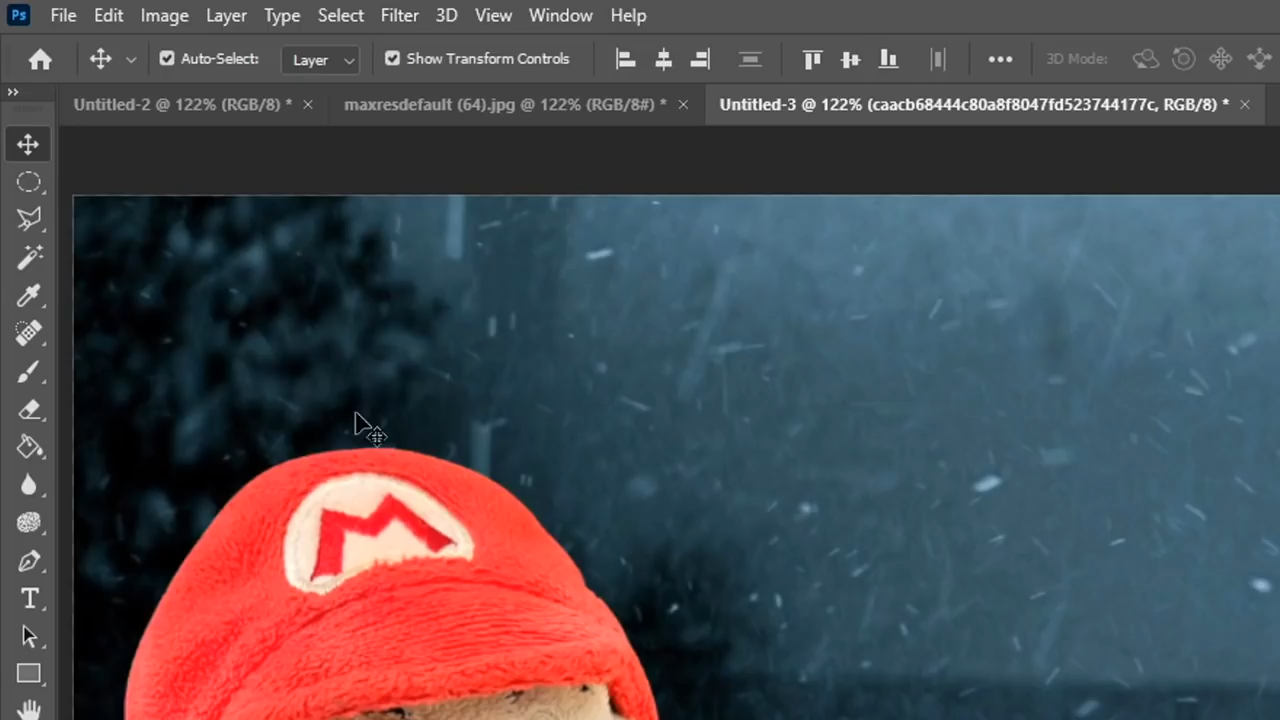 Ps File Edit Image Layer Type Select Filter 3D View Window Help
Auto-Select: Layer Show Transform Controls 3D Mode:
Untitled-2 @ 122% (RGB/8) * maxresdefault (64).jpg @ 122% (RGB/8#) * Untitled-3 @ 122% (caacb68444c80a8f8047fd523744177c, RGB/8) *
M